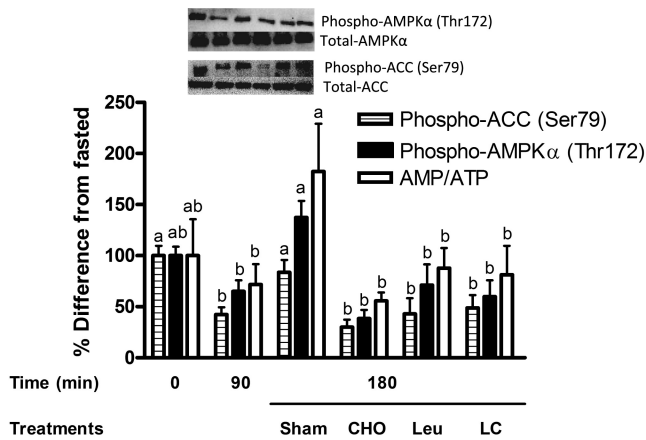 Phospho-AMPKα (Thr172)
Total-AMPKα
Phospho-ACC (Ser79)
Total-ACC
% Difference from fasted
250
200
150
100
50
0
Phospho-ACC (Ser79)
Phospho-AMPKα (Thr172)
AMP/ATP
a ab ab
b b b
a a a
b b b
b b b
b b b
Time (min) 0 90 180
Treatments Sham CHO Leu LC